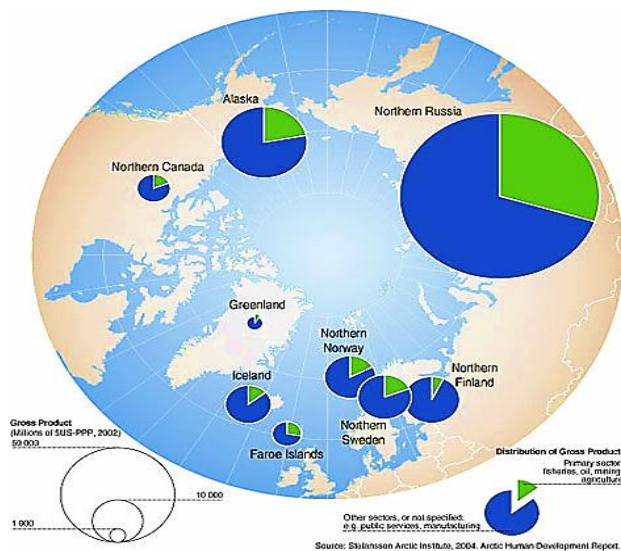 Alaska
Northern Russia
Northern Canada
Greenland
Northern
Norway
Northern
Finland
Iceland
Northern
Sweden
Faroe Islands
Gross Product
(Millions of $US-PPP, 2002)
50 000
10 000
1 000
Distribution of Gross Product
Primary sector
fisheries, oil, mining
agriculture
Other sectors, or not specified:
e.g. public services, manufacturing
Source: Stefansson Arctic Institute, 2004. Arctic Human Development Report.